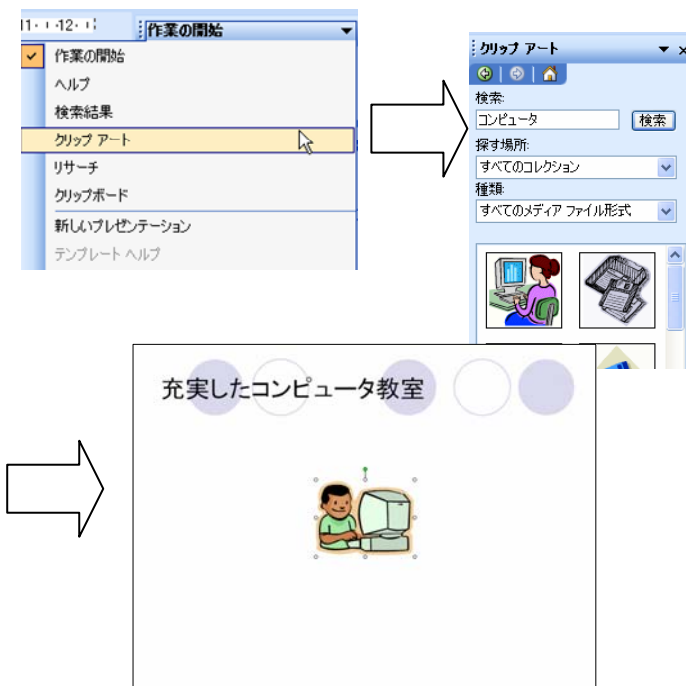 11・ ・12・
作業の開始
作業の開始
ヘルプ
検索結果
クリップ アート
リサーチ
クリップボード
新しいプレゼンテーション
テンプレート ヘルプ
クリップ アート
検索:
コンピュータ
検索
探す場所:
すべてのコレクション
種類:
すべてのメディア ファイル形式
充実したコンピュータ教室